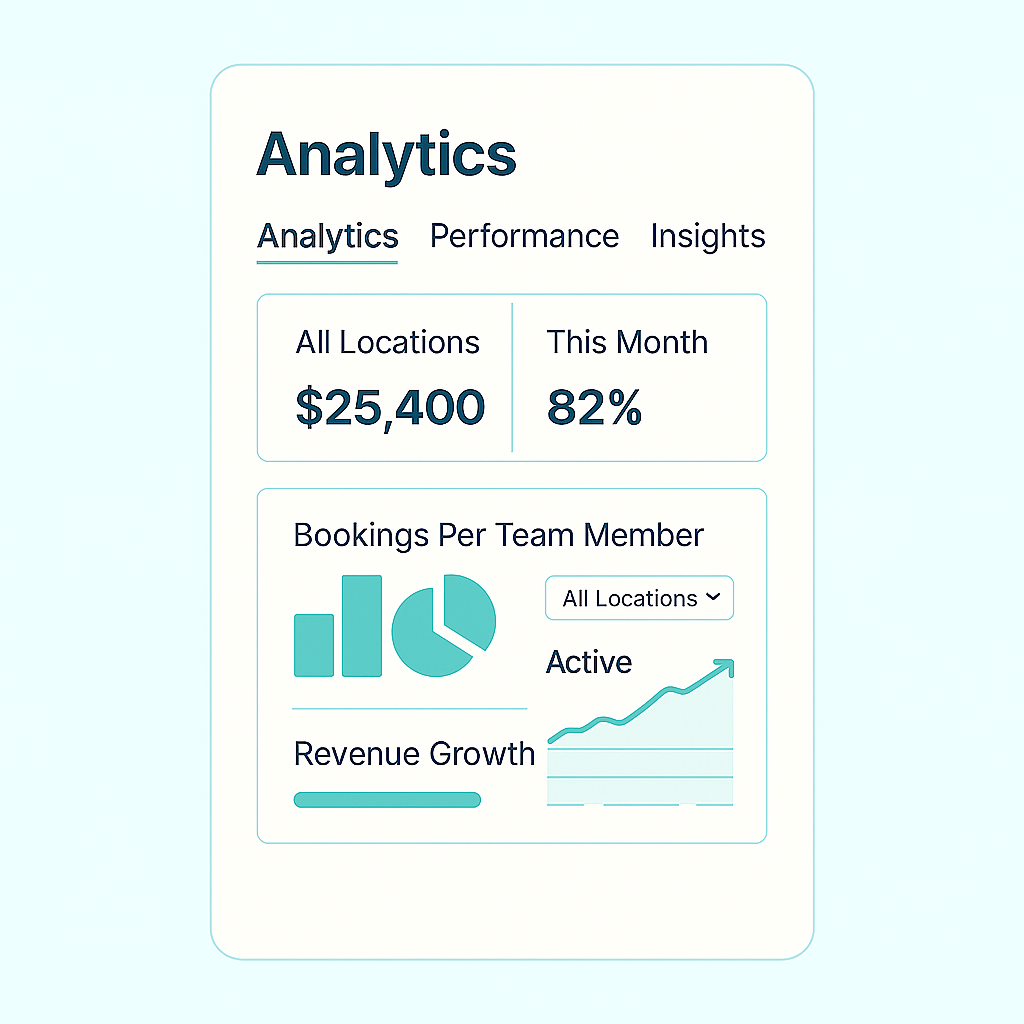 Analytics
Analytics Performance Insights
All Locations This Month
$25,400 82%
Bookings Per Team Member
All Locations
Active
Revenue Growth